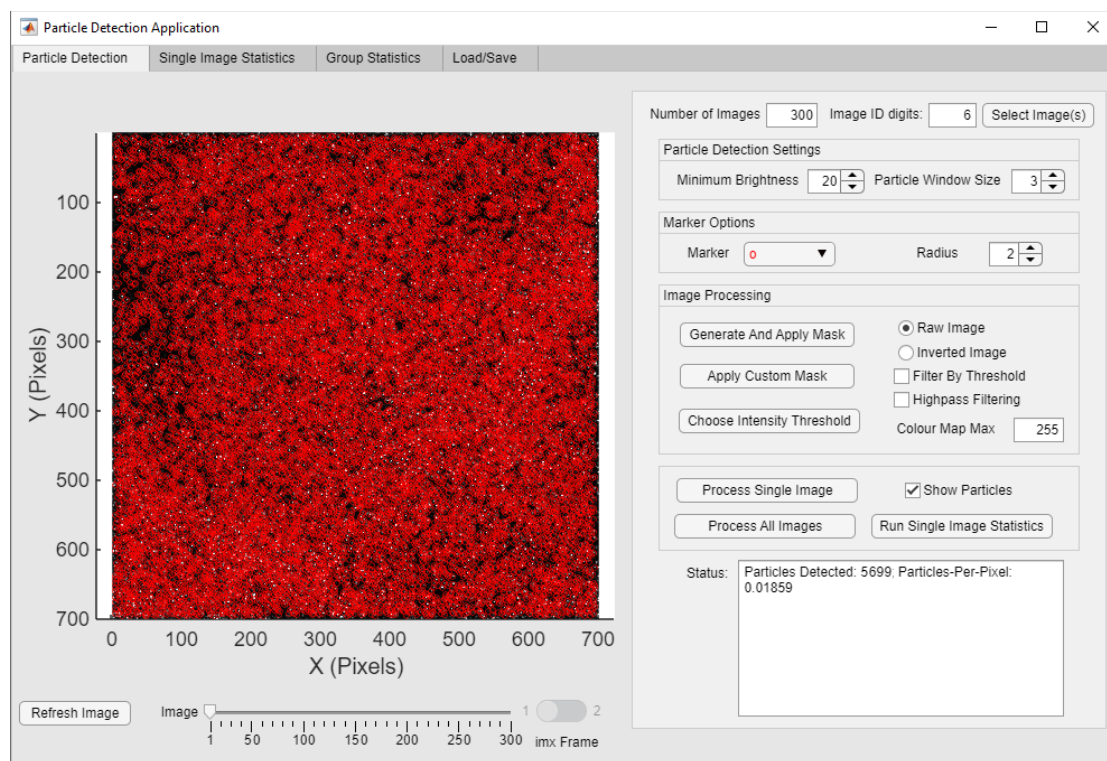 Particle Detection Application
Particle Detection Single Image Statistics Group Statistics Load/Save
Number of Images 300 Image ID digits: 6 Select Image(s)
Particle Detection Settings
Minimum Brightness 20 Particle Window Size 3
Marker Options
Marker o Radius 2
Image Processing
Generate And Apply Mask Raw Image
Inverted Image
Apply Custom Mask Filter By Threshold
Highpass Filtering
Choose Intensity Threshold Colour Map Max 255
Process Single Image Show Particles
Process All Images Run Single Image Statistics
Status: Particles Detected: 5699; Particles-Per-Pixel:
0.01859
Y (Pixels)
100
200
300
400
500
600
700
0 100 200 300 400 500 600 700
X (Pixels)
Refresh Image Image 1 2
1 50 100 150 200 250 300 imx Frame